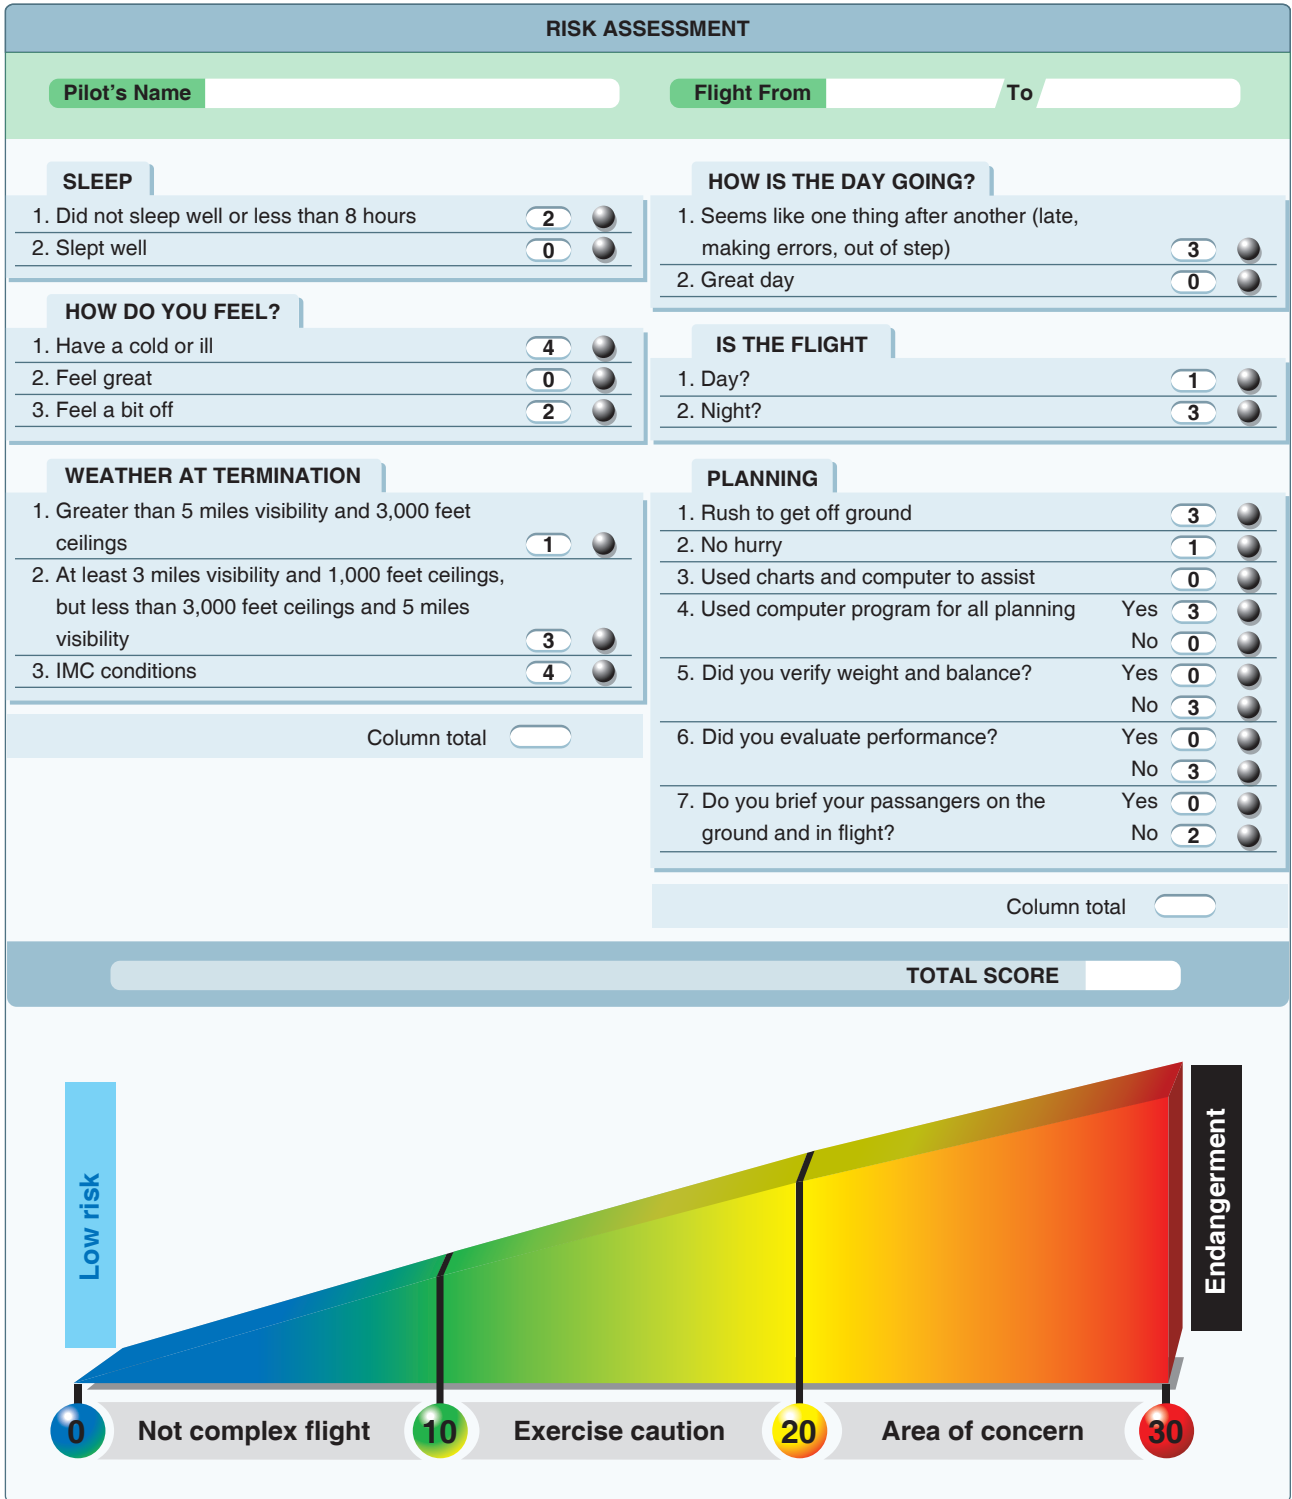 RISK ASSESSMENT
Pilot's Name
Flight From
To
SLEEP
1. Did not sleep well or less than 8 hours 2
2. Slept well 0
HOW DO YOU FEEL?
1. Have a cold or ill 4
2. Feel great 0
3. Feel a bit off 2
WEATHER AT TERMINATION
1. Greater than 5 miles visibility and 3,000 feet
ceilings 1
2. At least 3 miles visibility and 1,000 feet ceilings,
but less than 3,000 feet ceilings and 5 miles
visibility 3
3. IMC conditions 4
Column total
HOW IS THE DAY GOING?
1. Seems like one thing after another (late,
making errors, out of step) 3
2. Great day 0
IS THE FLIGHT
1. Day? 1
2. Night? 3
PLANNING
1. Rush to get off ground 3
2. No hurry 1
3. Used charts and computer to assist 0
4. Used computer program for all planning Yes 3
No 0
5. Did you verify weight and balance? Yes 0
No 3
6. Did you evaluate performance? Yes 0
No 3
7. Do you brief your passangers on the Yes 0
ground and in flight? No 2
Column total
TOTAL SCORE
Low risk
Endangerment
0 Not complex flight 10 Exercise caution 20 Area of concern 30